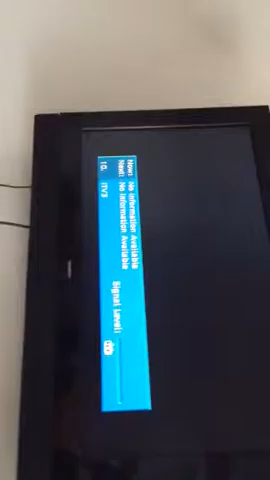 Now: No Information Available
Next: No Information Available
10. ITV3
Signal Level: